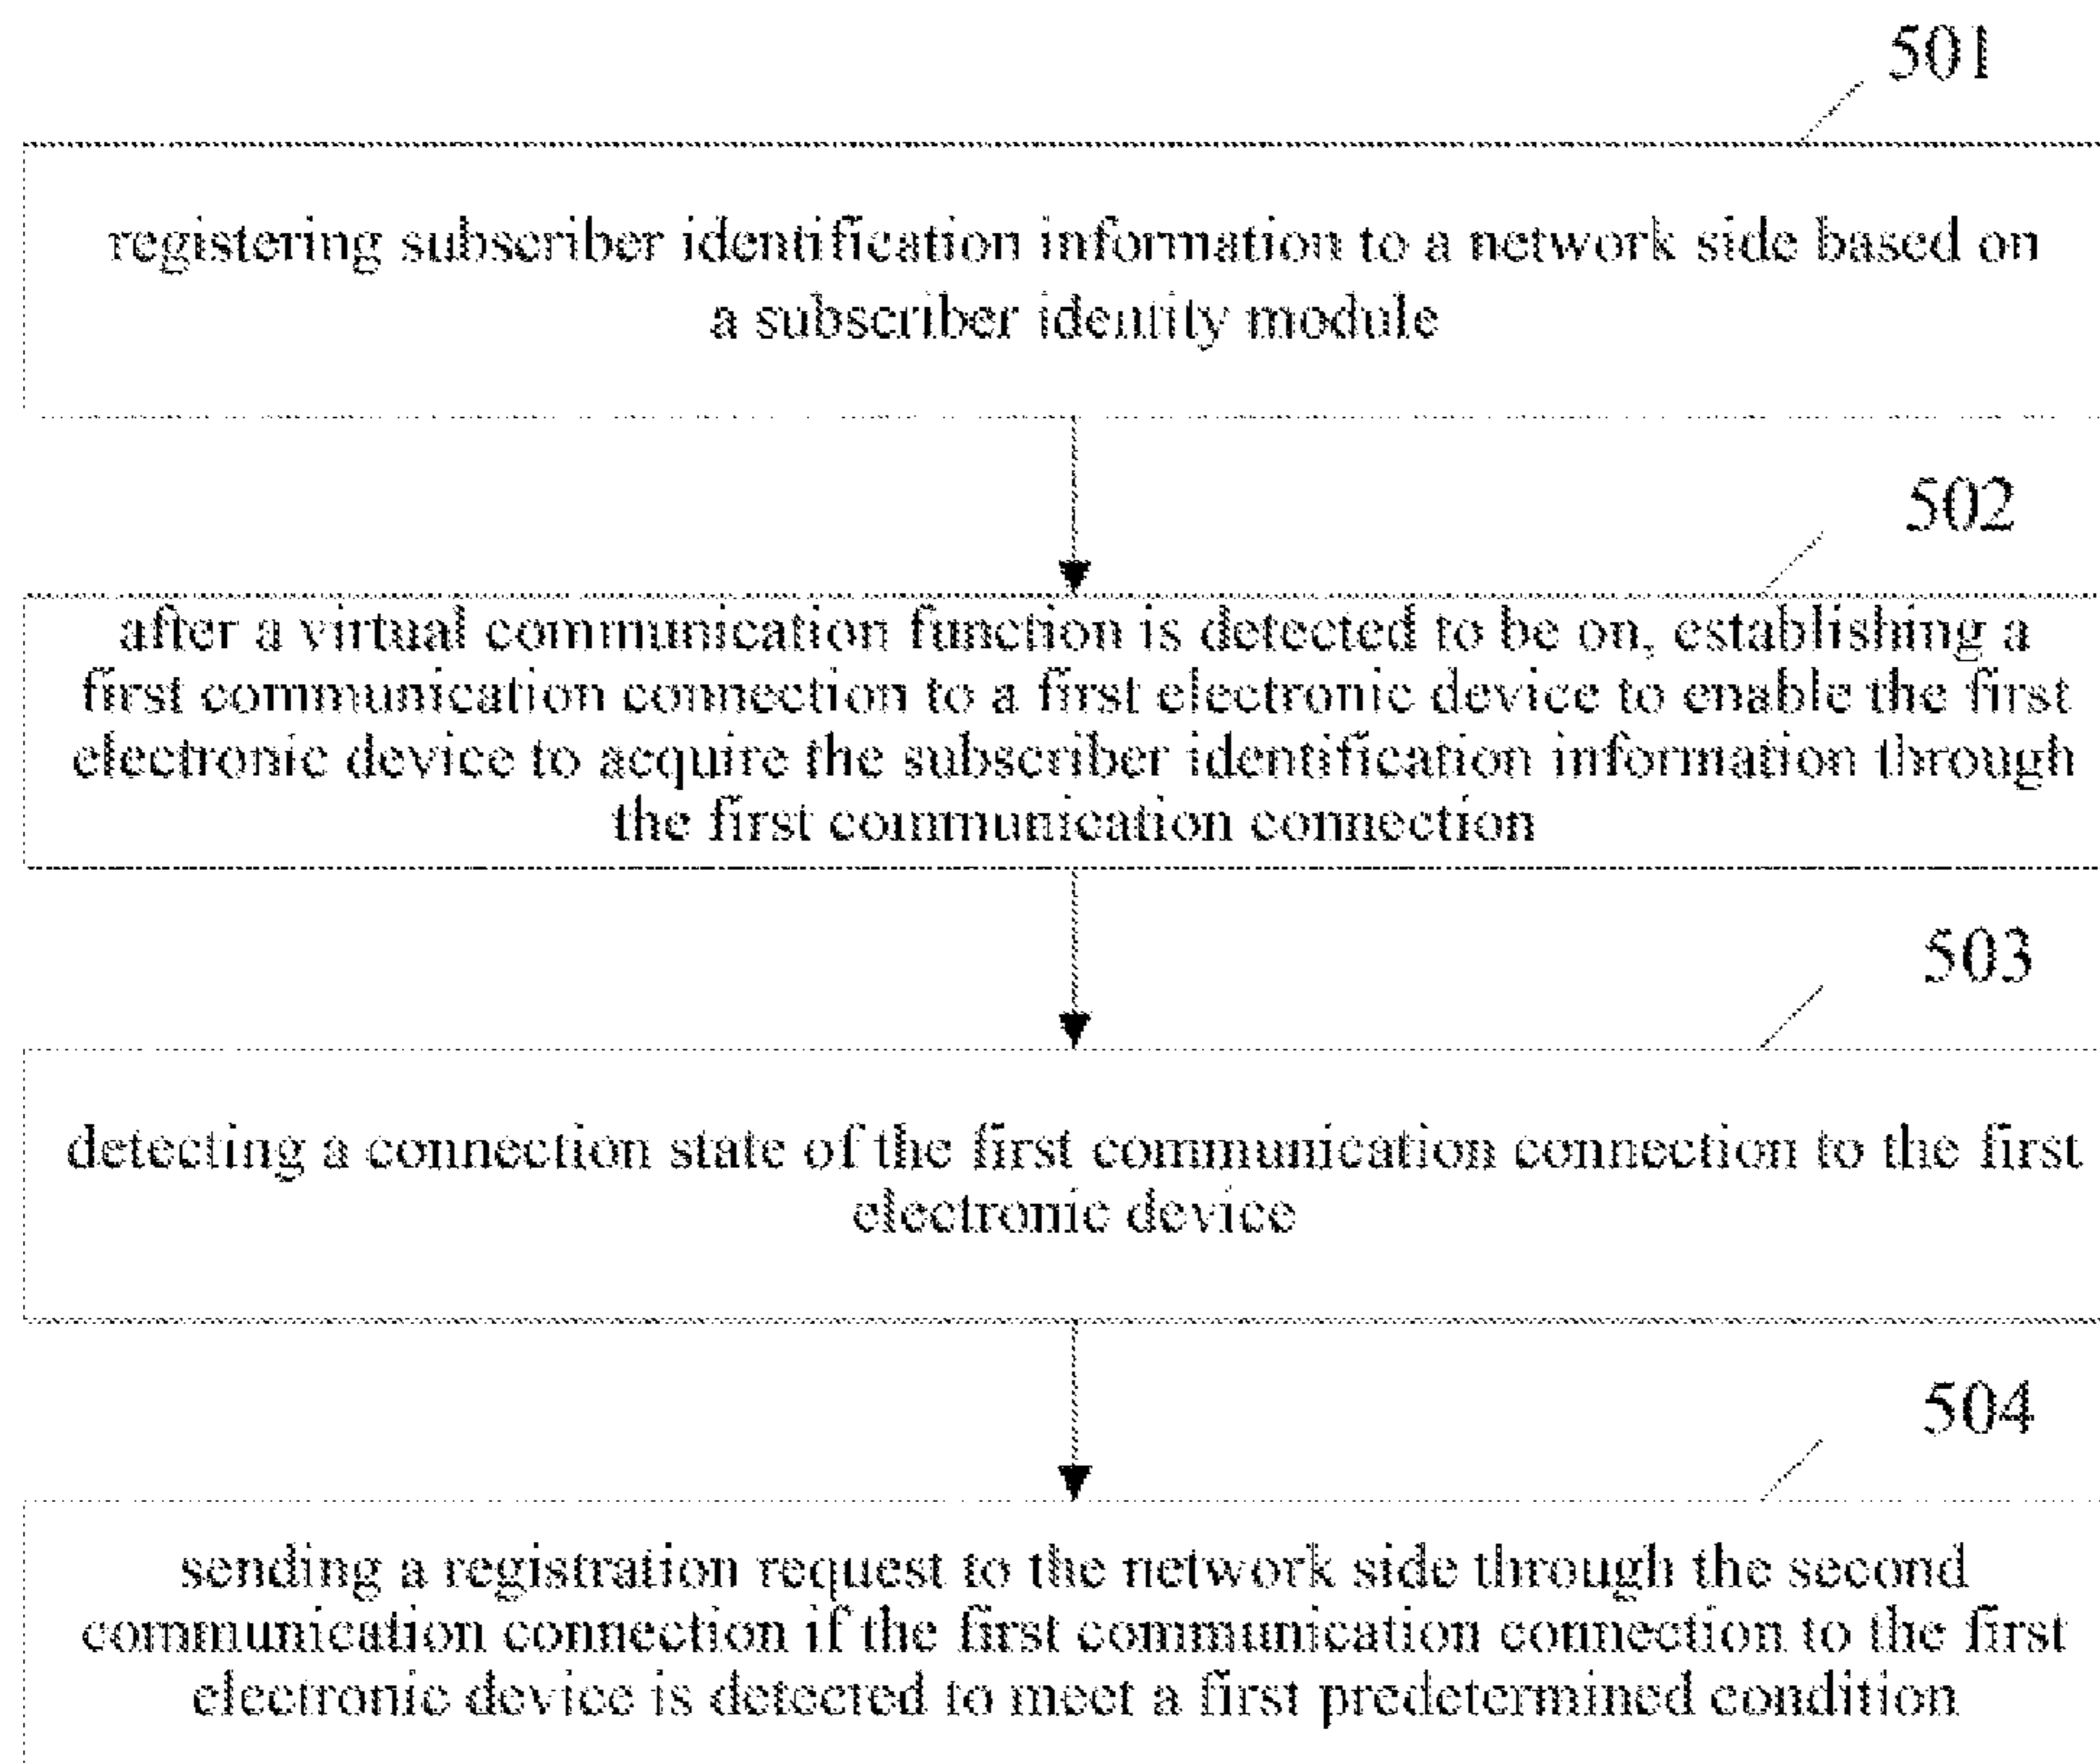 501
registering subscriber identification information to a network side based on
a subscriber identity module
502
after a virtual communication function is detected to be on, establishing a
first communication connection to a first electronic device to enable the first
electronic device to acquire the subscriber identification information through
the first communication connection
503
detecting a connection state of the first communication connection to the first
electronic device
504
sending a registration request to the network side through the second
communication connection if the first communication connection to the first
electronic device is detected to meet a first predetermined condition